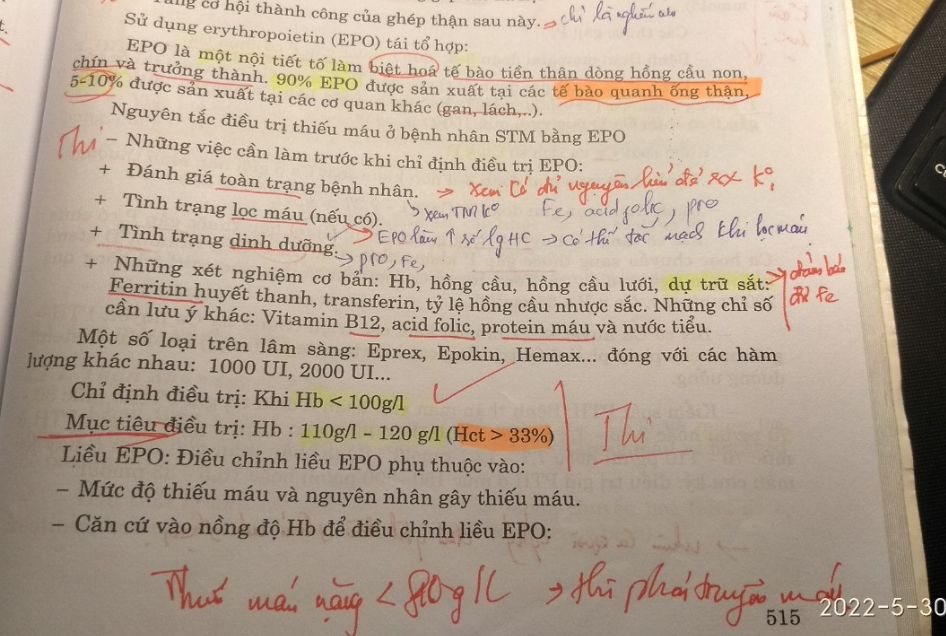 cơ hội thành công của ghép thận sau này. → chỉ là
Sử dụng erythropoietin (EPO) tái tổ hợp:
EPO là một nội tiết tố làm biệt hoá tế bào tiền thân dòng hồng cầu non,
chín và trưởng thành. 90% EPO được sản xuất tại các tế bào quanh ống thận,
5-10% được sản xuất tại các cơ quan khác (gan, lách,..).
Nguyên tắc điều trị thiếu máu ở bệnh nhân STM bằng EPO
Thi
– Những việc cần làm trước khi chỉ định điều trị EPO:
+ Đánh giá toàn trạng bệnh nhân. → xem có đủ nguyên liệu để sx ko,
↳ xem TM ko Fe, acid folic, pro
+ Tình trạng lọc máu (nếu có). → EPO làm ↑ số lg HC → có thể tắc mạch khi lọc máu
+ Tình trạng dinh dưỡng. → pro, Fe,
+ Những xét nghiệm cơ bản: Hb, hồng cầu, hồng cầu lưới, dự trữ sắt: → đảm bảo
Ferritin huyết thanh, transferin, tỷ lệ hồng cầu nhược sắc. Những chỉ số đủ Fe
cần lưu ý khác: Vitamin B12, acid folic, protein máu và nước tiểu.
Một số loại trên lâm sàng: Eprex, Epokin, Hemax... đóng với các hàm
lượng khác nhau: 1000 UI, 2000 UI...
Chỉ định điều trị: Khi Hb < 100g/l
Mục tiêu điều trị: Hb : 110g/l - 120 g/l (Hct > 33%)
Thi
Liều EPO: Điều chỉnh liều EPO phụ thuộc vào:
– Mức độ thiếu máu và nguyên nhân gây thiếu máu.
– Căn cứ vào nồng độ Hb để điều chỉnh liều EPO:
Thiếu máu nặng < 80g/l → thì phải truyền máu
515
2022-5-30